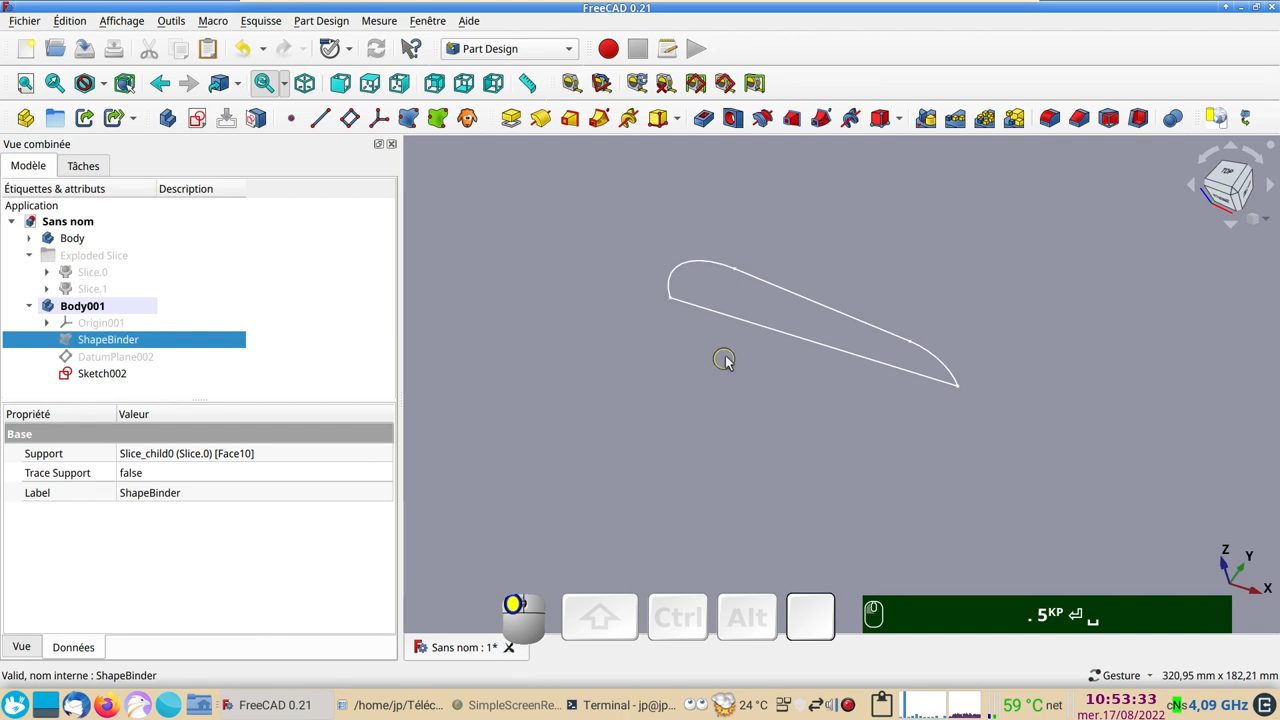 FreeCAD 0.21
Fichier Édition Affichage Outils Macro Esquisse Part Design Mesure Fenêtre Aide
Part Design
Vue combinée
Modèle Tâches
Étiquettes & attributs Description
Application
Sans nom
Body
Exploded Slice
Slice.0
Slice.1
Body001
Origin001
ShapeBinder
DatumPlane002
Sketch002
Propriété Valeur
Base
Support Slice_child0 (Slice.0) [Face10]
Trace Support false
Label ShapeBinder
TOP
Z
Y
X
Ctrl Alt . 5ᴷᴾ ⏎ ␣
Vue Données
Sans nom : 1*
Valid, nom interne : ShapeBinder Gesture 320,95 mm x 182,21 mm
FreeCAD 0.21 /home/jp/Téléc... SimpleScreenRe... Terminal - jp@jp... 24 °C 59 °C net 10:53:33 4,09 GHz
mer.17/08/2022